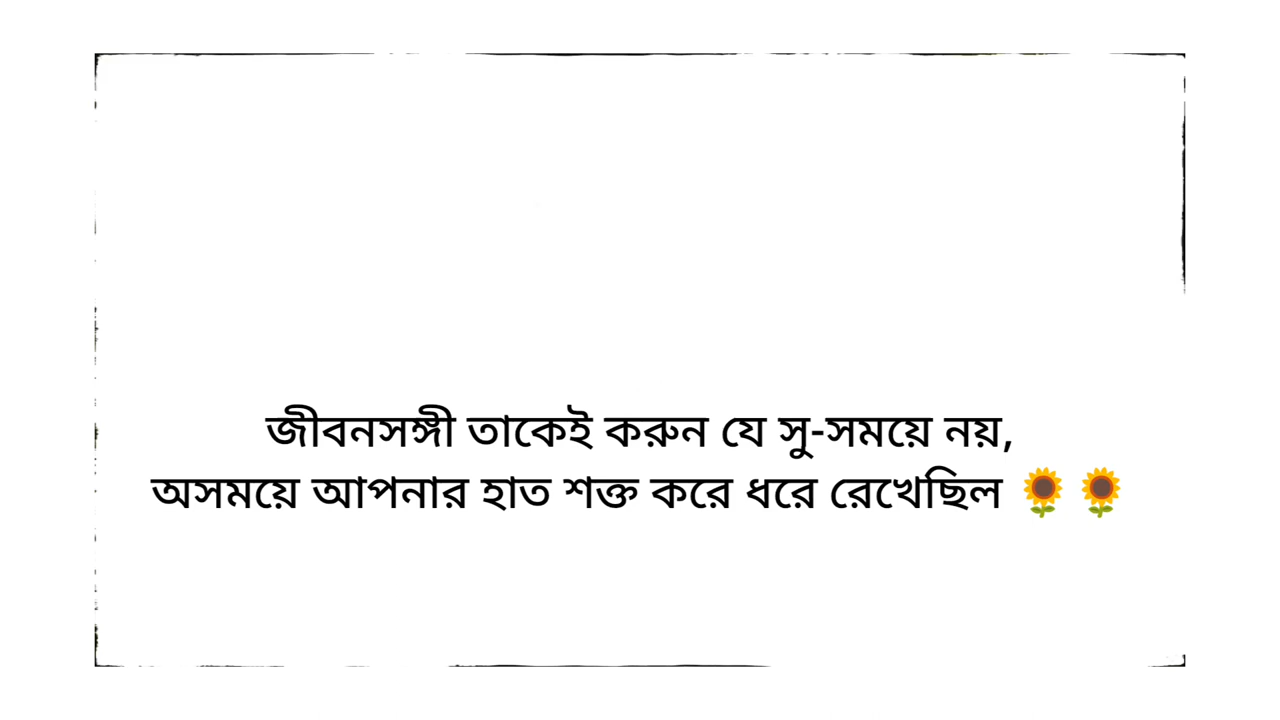 জীবনসঙ্গী তাকেই করুন যে সু-সময়ে নয়,
অসময়ে আপনার হাত শক্ত করে ধরে রেখেছিল 🌻 🌻